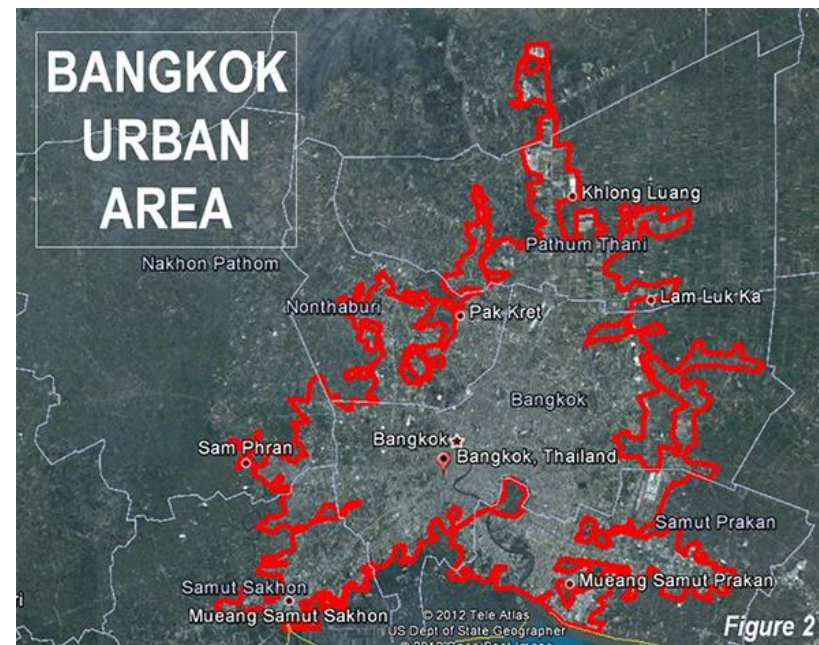 BANGKOK
URBAN
AREA
Khlong Luang
Pathum Thani
Nakhon Pathom
Nonthaburi
Lam Luk Ka
Pak Kret
Bangkok
Bangkok
Sam Phran
Bangkok, Thailand
Samut Prakan
Samut Sakhon
Mueang Samut Prakan
ri
Mueang Samut Sakhon
© 2012 Tele Atlas
US Dept of State Geographer
Figure 2